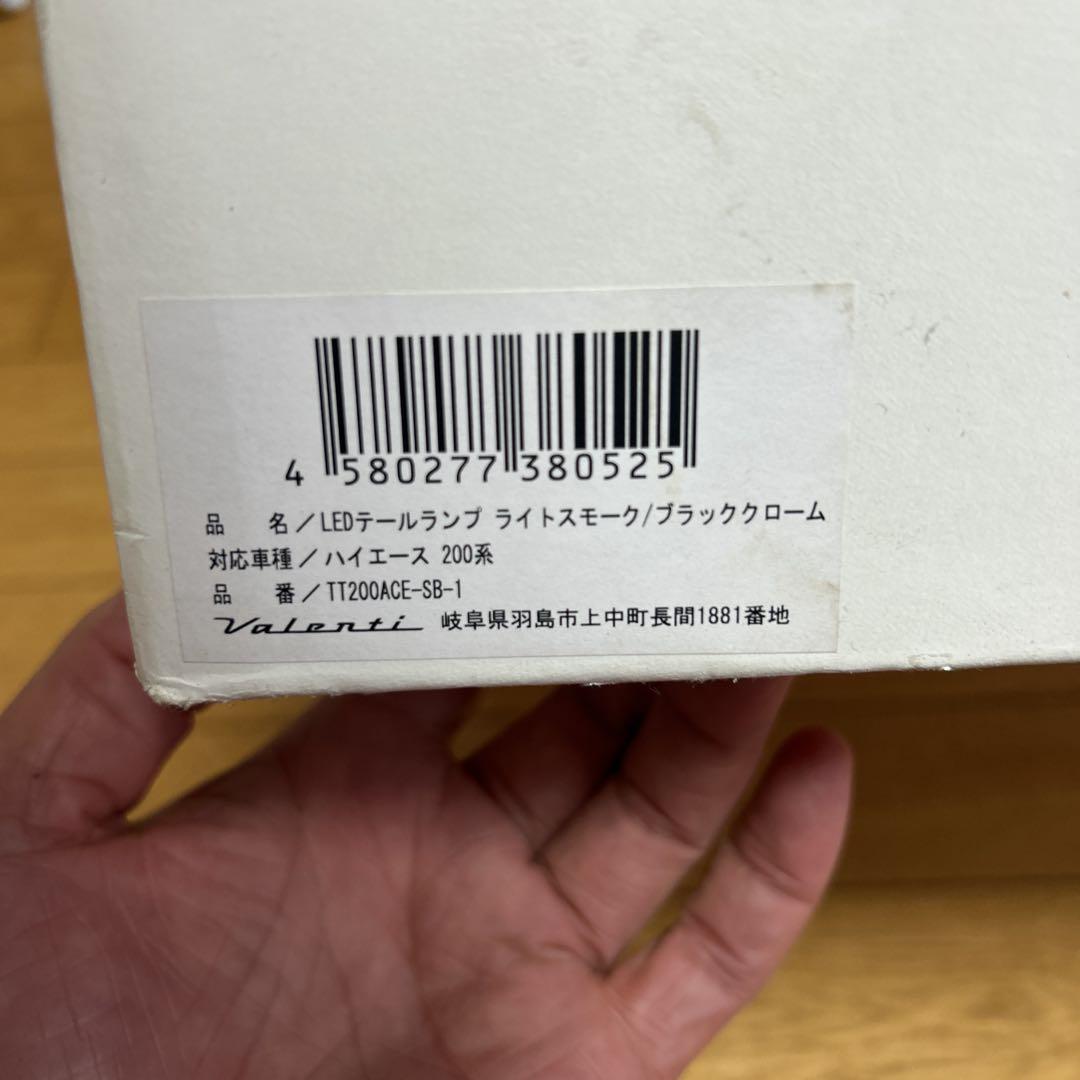 4 580277 380525
品 名／LEDテールランプ ライトスモーク/ブラッククローム
対応車種／ハイエース 200系
品 番／TT200ACE-SB-1
Valenti 岐阜県羽島市上中町長間1881番地